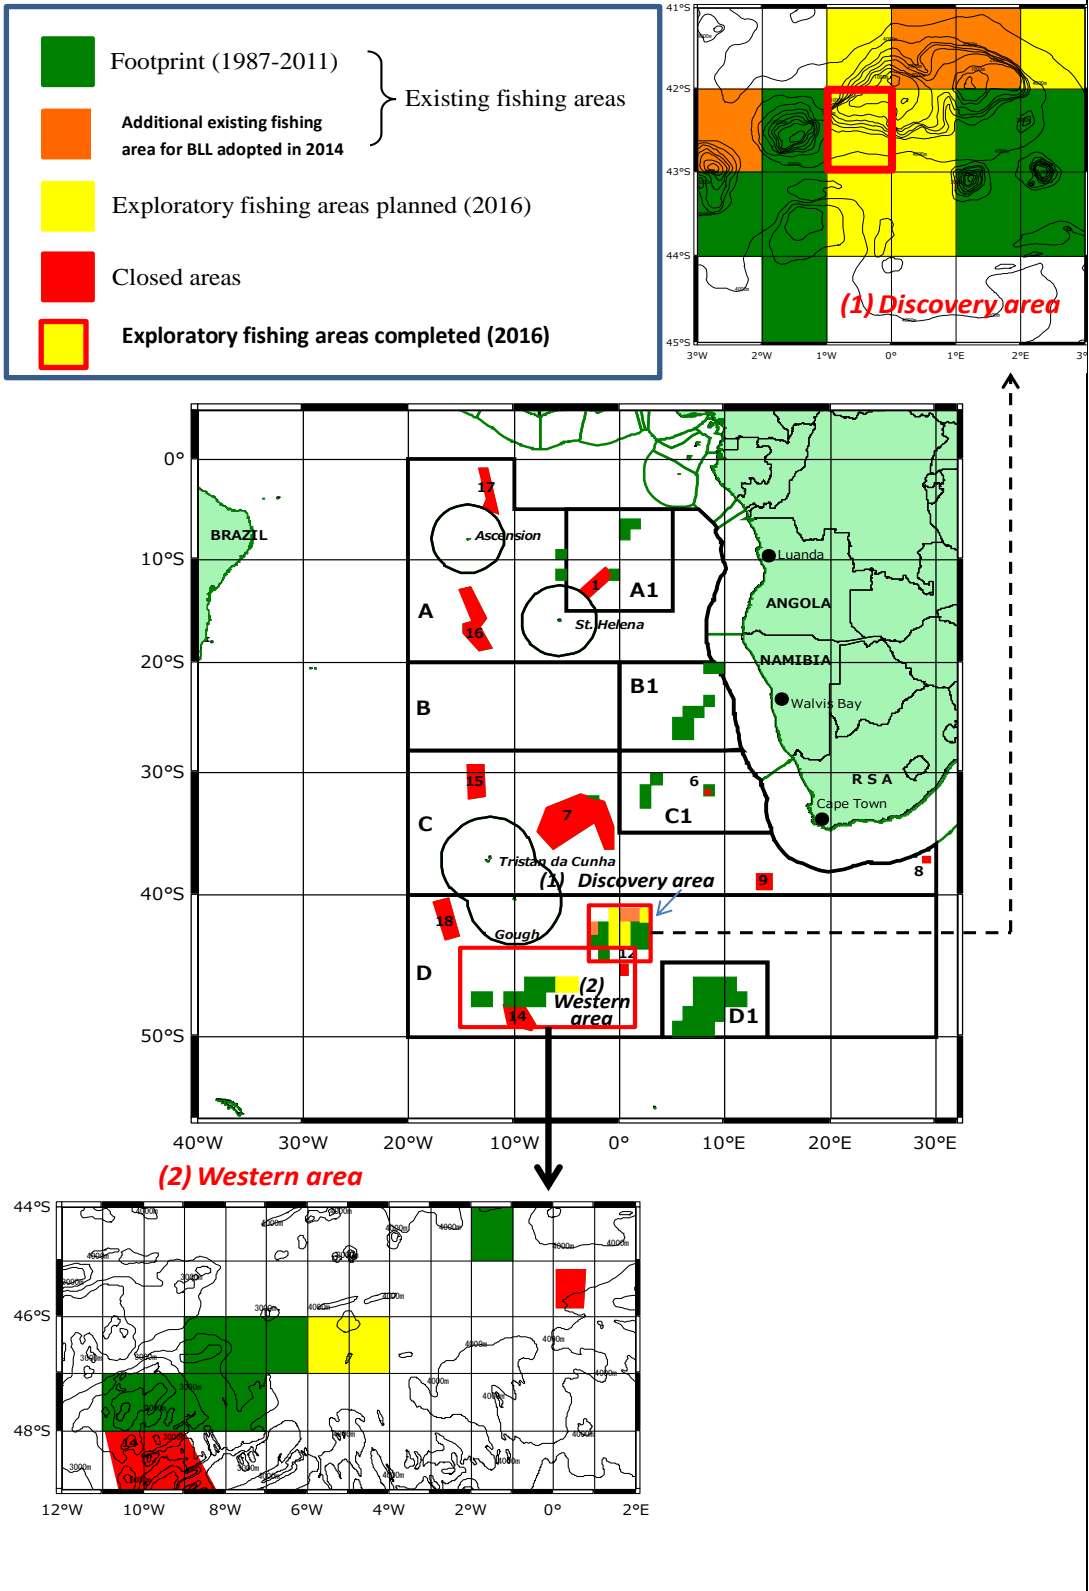 Footprint (1987-2011)
Existing fishing areas
Additional existing fishing
area for BLL adopted in 2014
Exploratory fishing areas planned (2016)
Closed areas
Exploratory fishing areas completed (2016)
41°S
42°S
43°S
44°S
45°S
3°W 2°W 1°W 0° 1°E 2°E
(1) Discovery area
0°
10°S
20°S
30°S
40°S
50°S
40°W 30°W 20°W 10°W 0° 10°E 20°E 30°E
BRAZIL
17
Ascension
Luanda
1
A1
A
ANGOLA
16
St. Helena
NAMIBIA
B1
B
Walvis Bay
15
6
R S A
C
7
C1
Cape Town
Tristan da Cunha
8
9
(1) Discovery area
18
Gough
12
D
(2)
Western
area
14
D1
(2) Western area
44°S
46°S
48°S
12°W 10°W 8°W 6°W 4°W 2°W 0° 2°E
4000m
3000m